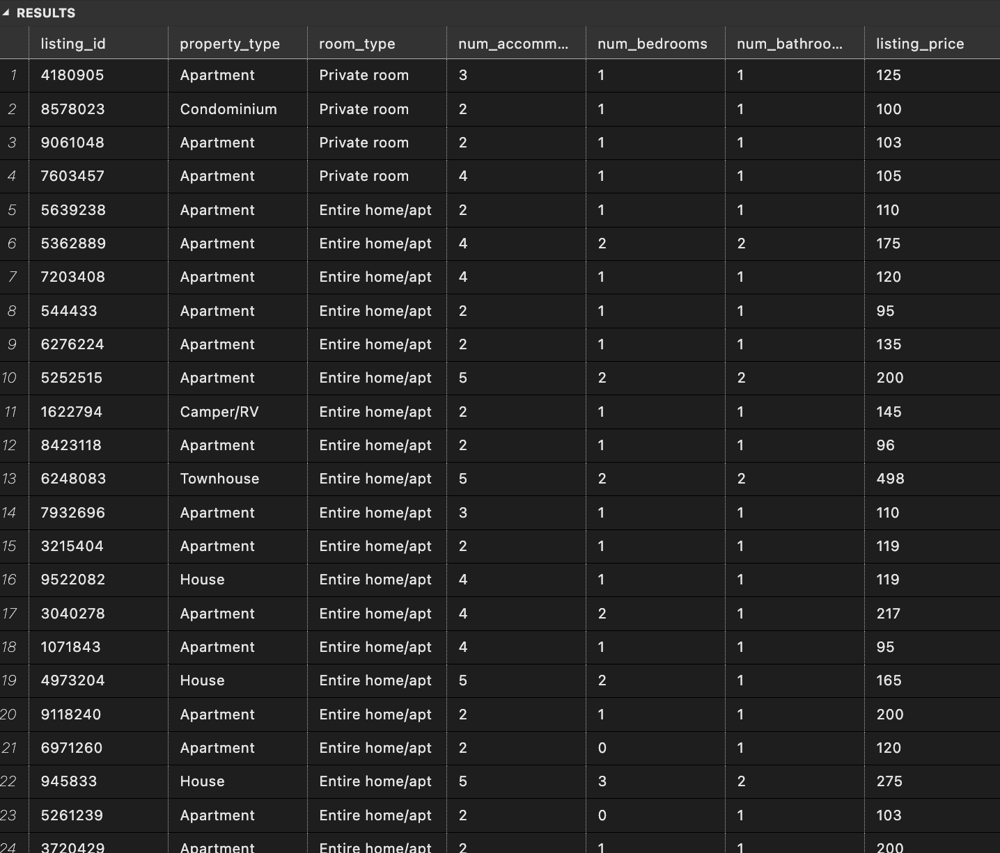 RESULTS
listing_id property_type room_type num_accomm... num_bedrooms num_bathroo... listing_price
1 4180905 Apartment Private room 3 1 1 125
2 8578023 Condominium Private room 2 1 1 100
3 9061048 Apartment Private room 2 1 1 103
4 7603457 Apartment Private room 4 1 1 105
5 5639238 Apartment Entire home/apt 2 1 1 110
6 5362889 Apartment Entire home/apt 4 2 2 175
7 7203408 Apartment Entire home/apt 4 1 1 120
8 544433 Apartment Entire home/apt 2 1 1 95
9 6276224 Apartment Entire home/apt 2 1 1 135
10 5252515 Apartment Entire home/apt 5 2 2 200
11 1622794 Camper/RV Entire home/apt 2 1 1 145
12 8423118 Apartment Entire home/apt 2 1 1 96
13 6248083 Townhouse Entire home/apt 5 2 2 498
14 7932696 Apartment Entire home/apt 3 1 1 110
15 3215404 Apartment Entire home/apt 2 1 1 119
16 9522082 House Entire home/apt 4 1 1 119
17 3040278 Apartment Entire home/apt 4 2 1 217
18 1071843 Apartment Entire home/apt 4 1 1 95
19 4973204 House Entire home/apt 5 2 1 165
20 9118240 Apartment Entire home/apt 2 1 1 200
21 6971260 Apartment Entire home/apt 2 0 1 120
22 945833 House Entire home/apt 5 3 2 275
23 5261239 Apartment Entire home/apt 2 0 1 103
24 3720429 Apartment Entire home/apt 2 1 1 200